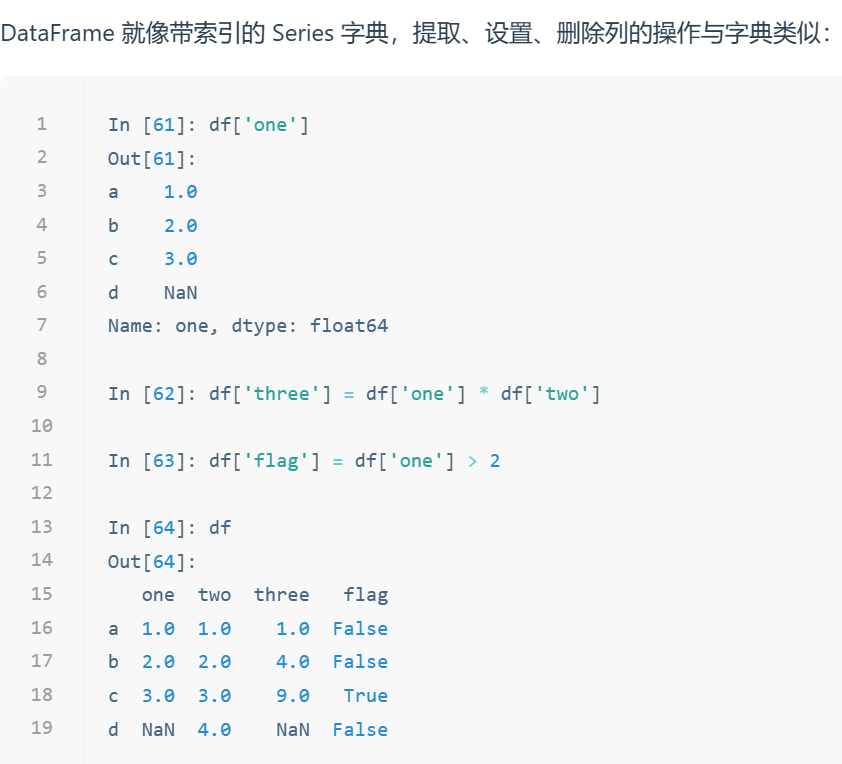 DataFrame 就像带索引的 Series 字典，提取、设置、删除列的操作与字典类似：
1 In [61]: df['one']
2 Out[61]:
3 a    1.0
4 b    2.0
5 c    3.0
6 d    NaN
7 Name: one, dtype: float64
8
9 In [62]: df['three'] = df['one'] * df['two']
10
11 In [63]: df['flag'] = df['one'] > 2
12
13 In [64]: df
14 Out[64]:
15    one  two  three   flag
16 a  1.0  1.0    1.0  False
17 b  2.0  2.0    4.0  False
18 c  3.0  3.0    9.0   True
19 d  NaN  4.0    NaN  False